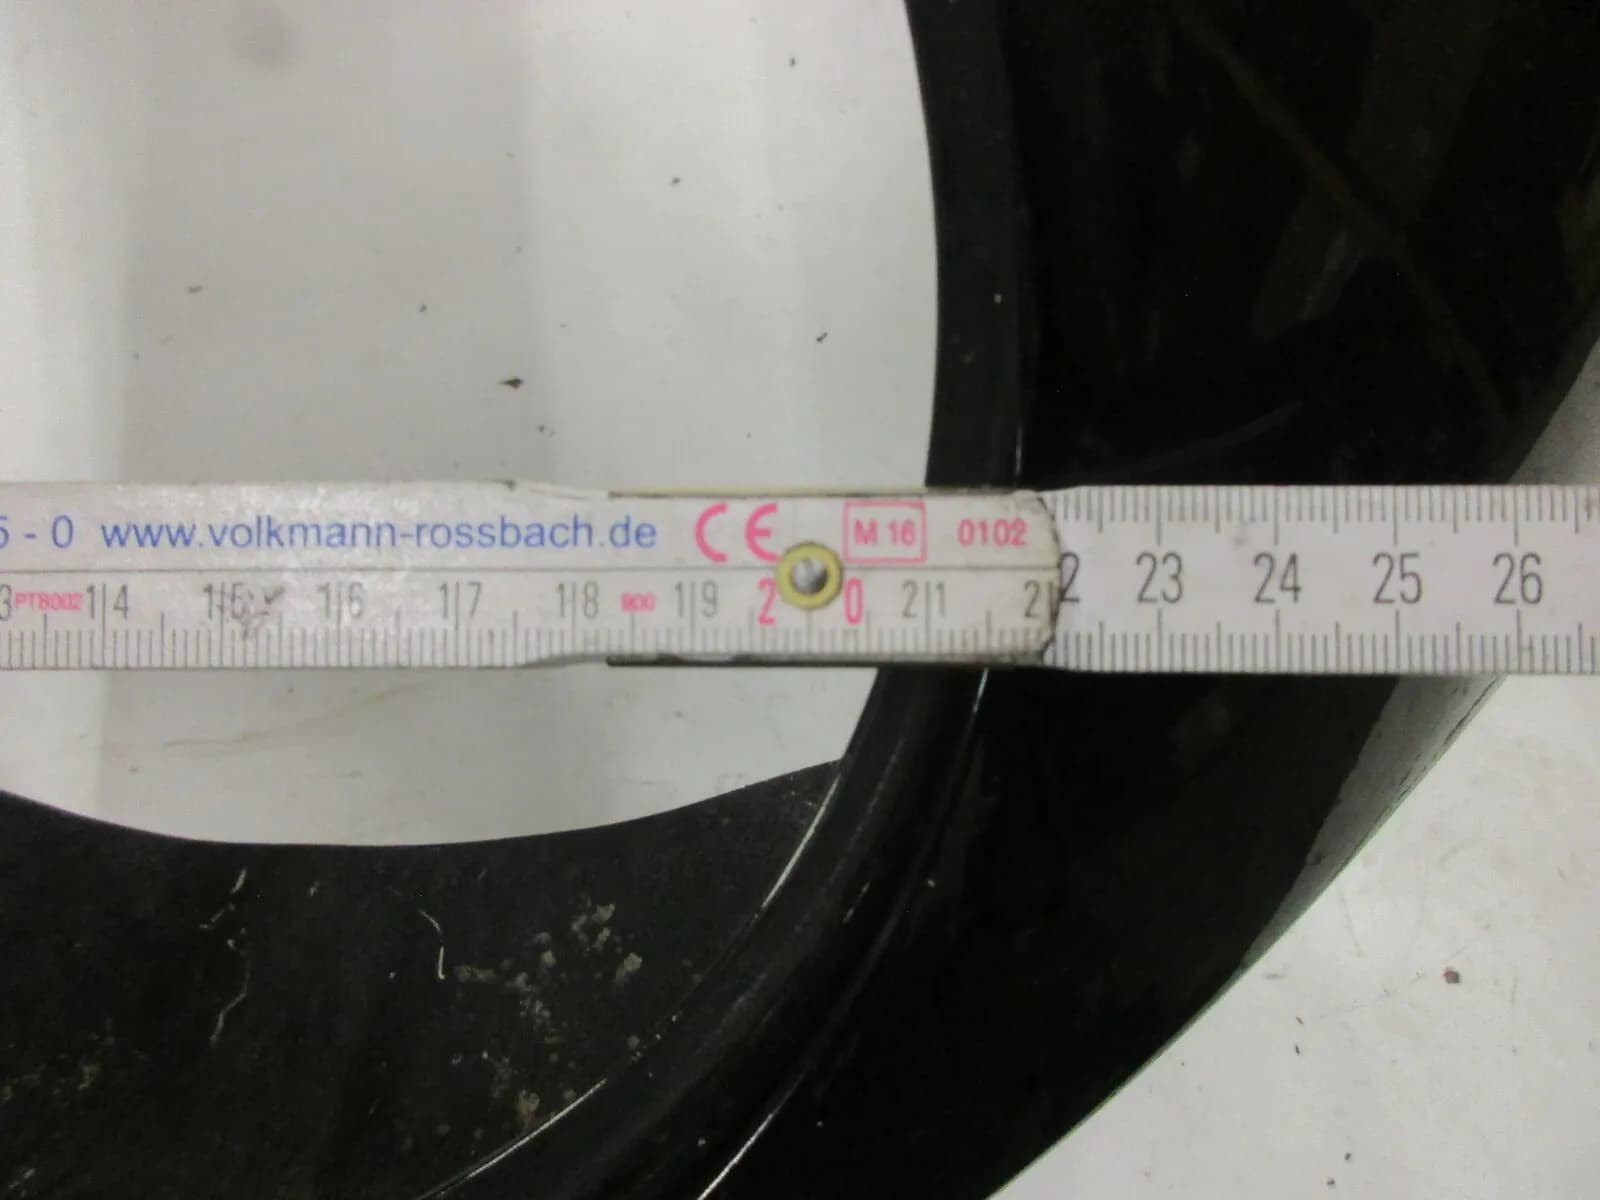 5 - 0 www.volkmann-rossbach.de CE M 16 0102
3 PTB002 14 15 16 17 18 900 19 20 21 22 23 24 25 26